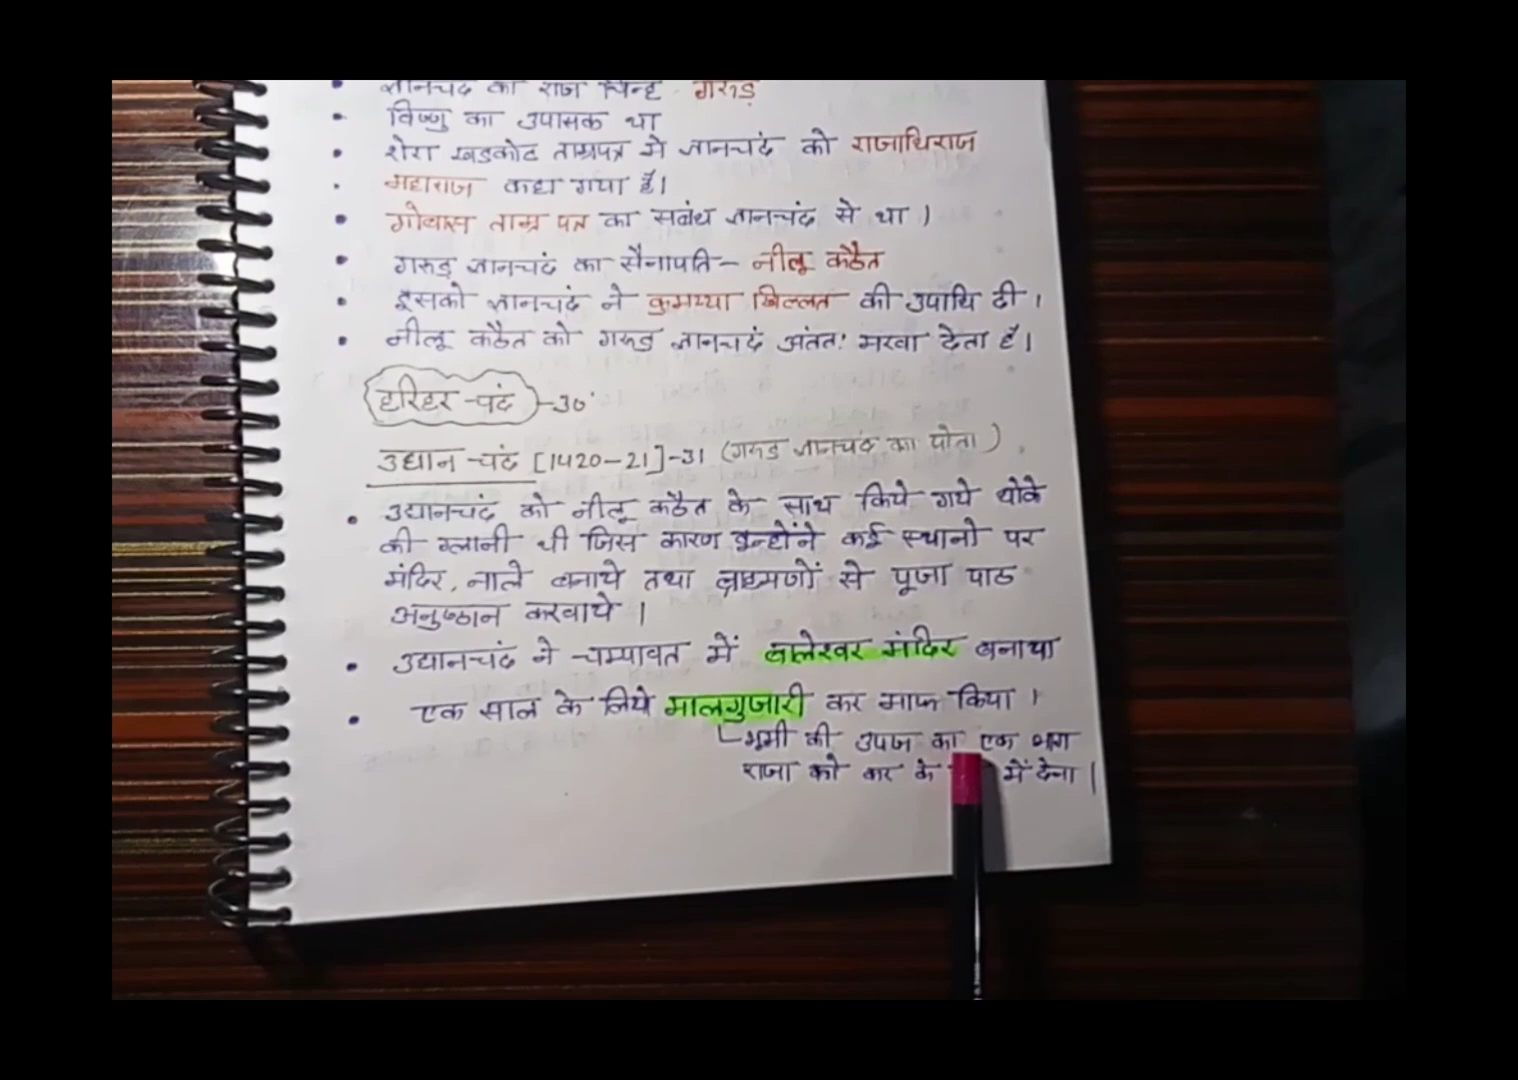 ज्ञानचंद का राज चिन्ह गरुड़
विष्णु का उपासक था
शेरा खडकोट ताम्रपत्र मे ज्ञानचंद को राजाधिराज
महाराज कहा गया है।
गोबास ताम्र पत्र का सबंध ज्ञानचंद से था।
गरुड़ ज्ञानचंद का सैनापति – नीलू कठैत
इसको ज्ञानचंद ने कुमय्या खिल्लत की उपाधि दी।
नीलू कठैत को गरुड़ ज्ञानचंद अंततः मरवा देता है।
हरिहर चंद – 30
उद्यान चंद [1420-21]-31 (गरुड ज्ञानचंद का पोता)
उद्यानचंद को नीलू कठैत के साथ किये गये धोके
की ग्लानी थी जिस कारण इन्होंने कई स्थानो पर
मंदिर, नाले बनाये तथा ब्राह्मणों से पूजा पाठ
अनुष्ठान करवाये।
उद्यानचंद ने चम्पावत में बालेश्वर मंदिर बनाया
एक साल के लिये मालगुजारी कर माफ किया।
भूमी की उपज का एक भाग
राजा को कर के में देना।